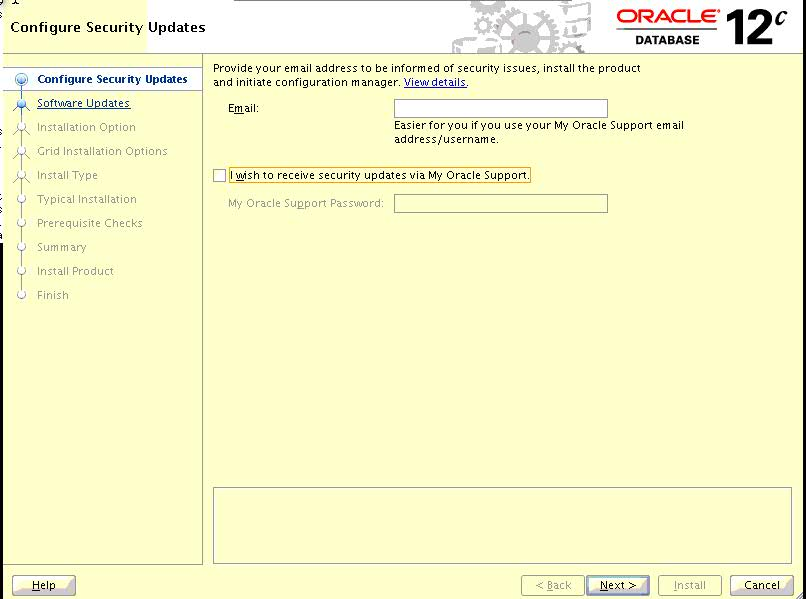 Configure Security Updates
ORACLE
DATABASE
12c
Configure Security Updates
Software Updates
Installation Option
Grid Installation Options
Install Type
Typical Installation
Prerequisite Checks
Summary
Install Product
Finish
Provide your email address to be informed of security issues, install the product
and initiate configuration manager. View details.
Email:
Easier for you if you use your My Oracle Support email
address/username.
I wish to receive security updates via My Oracle Support.
My Oracle Support Password:
Help
< Back
Next >
Install
Cancel